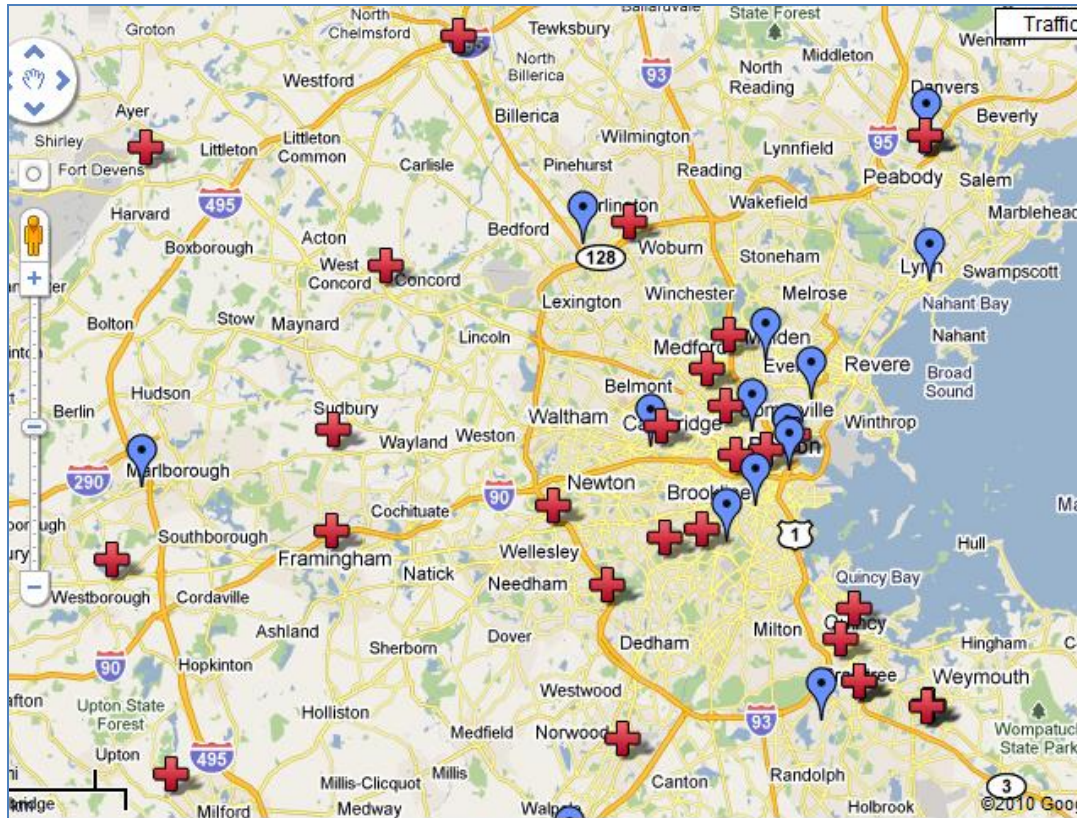 North
Chelmsford
Tewksbury
State Forest
Traffic
Groton
Wenham
Middleton
North
Billerica
93
North
Reading
Westford
Danvers
Ayer
Billerica
Beverly
Shirley
Littleton
Littleton
Common
Wilmington
Lynnfield
95
Fort Devens
Carlisle
Pinehurst
Reading
Peabody
Salem
495
Harvard
Wakefield
Marblehead
Acton
Bedford
Woburn
Boxborough
West
Concord
Concord
128
Stoneham
Lynn
Swampscott
Lexington
Winchester
Melrose
Nahant Bay
Bolton
Stow
Maynard
Lincoln
Medford
Nahant
Revere
Broad
Sound
Hudson
Belmont
Berlin
Sudbury
Waltham
Winthrop
Wayland
Weston
Marlborough
290
90
Newton
Brookline
Cochituate
Southborough
1
Framingham
Wellesley
Hull
Natick
Needham
Quincy Bay
Westborough
Cordaville
Ashland
Dover
Milton
Hingham
Sherborn
Dedham
90
Hopkinton
Westwood
Weymouth
Upton State
Forest
Holliston
93
Medfield
Norwood
Wompatuck
State Park
Upton
495
Millis-Clicquot
Millis
Canton
Randolph
3
Milford
Medway
Walpole
Holbrook
©2010 Goog